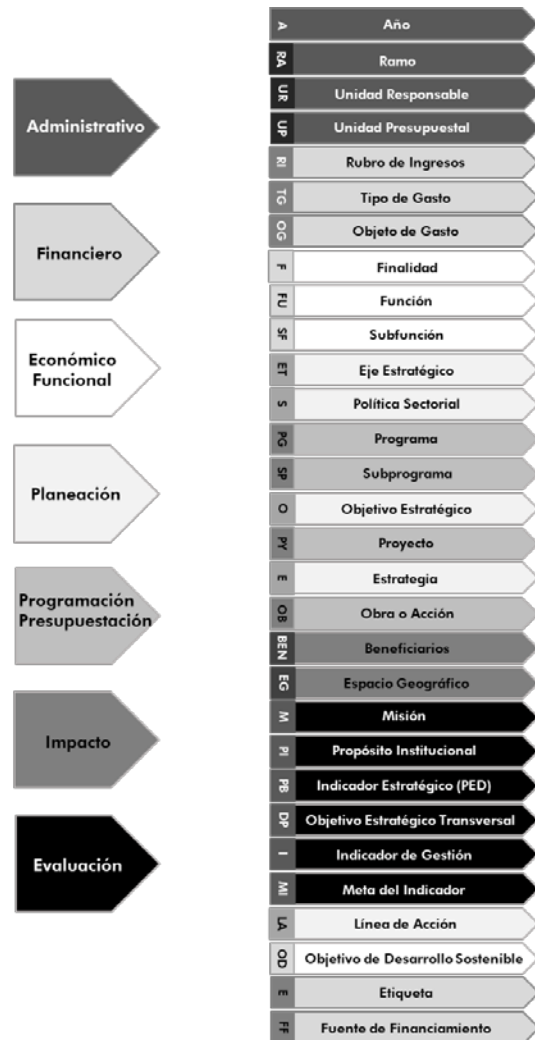 Administrativo
Financiero
Económico
Funcional
Planeación
Programación
Presupuestación
Impacto
Evaluación
A Año
RA Ramo
UR Unidad Responsable
UP Unidad Presupuestal
RI Rubro de Ingresos
TG Tipo de Gasto
OG Objeto de Gasto
F Finalidad
FU Función
SF Subfunción
ET Eje Estratégico
S Política Sectorial
PG Programa
SP Subprograma
O Objetivo Estratégico
PY Proyecto
E Estrategia
OB Obra o Acción
BEN Beneficiarios
EG Espacio Geográfico
M Misión
PI Propósito Institucional
PB Indicador Estratégico (PED)
DP Objetivo Estratégico Transversal
I Indicador de Gestión
MI Meta del Indicador
LA Línea de Acción
OD Objetivo de Desarrollo Sostenible
E Etiqueta
FF Fuente de Financiamiento